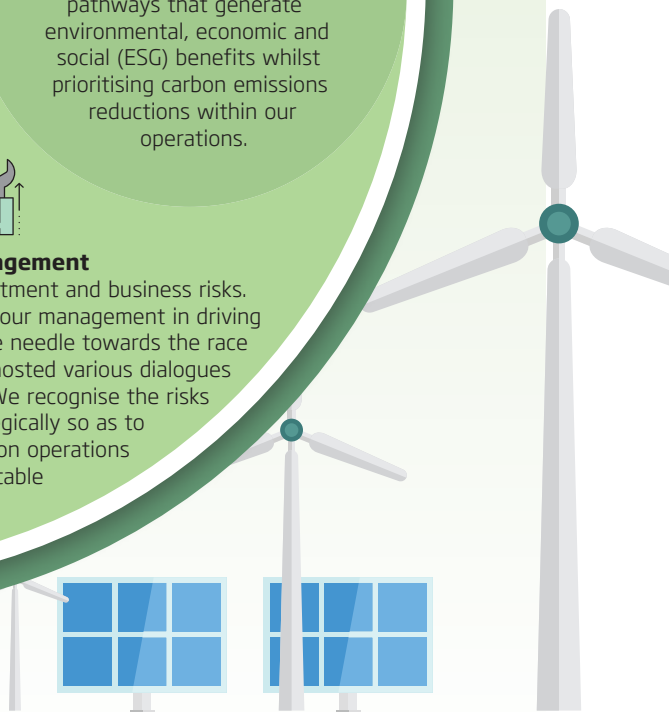 pathways that generate
environmental, economic and
social (ESG) benefits whilst
prioritising carbon emissions
reductions within our
operations.
agement
tment and business risks.
our management in driving
e needle towards the race
hosted various dialogues
We recognise the risks
gically so as to
on operations
table